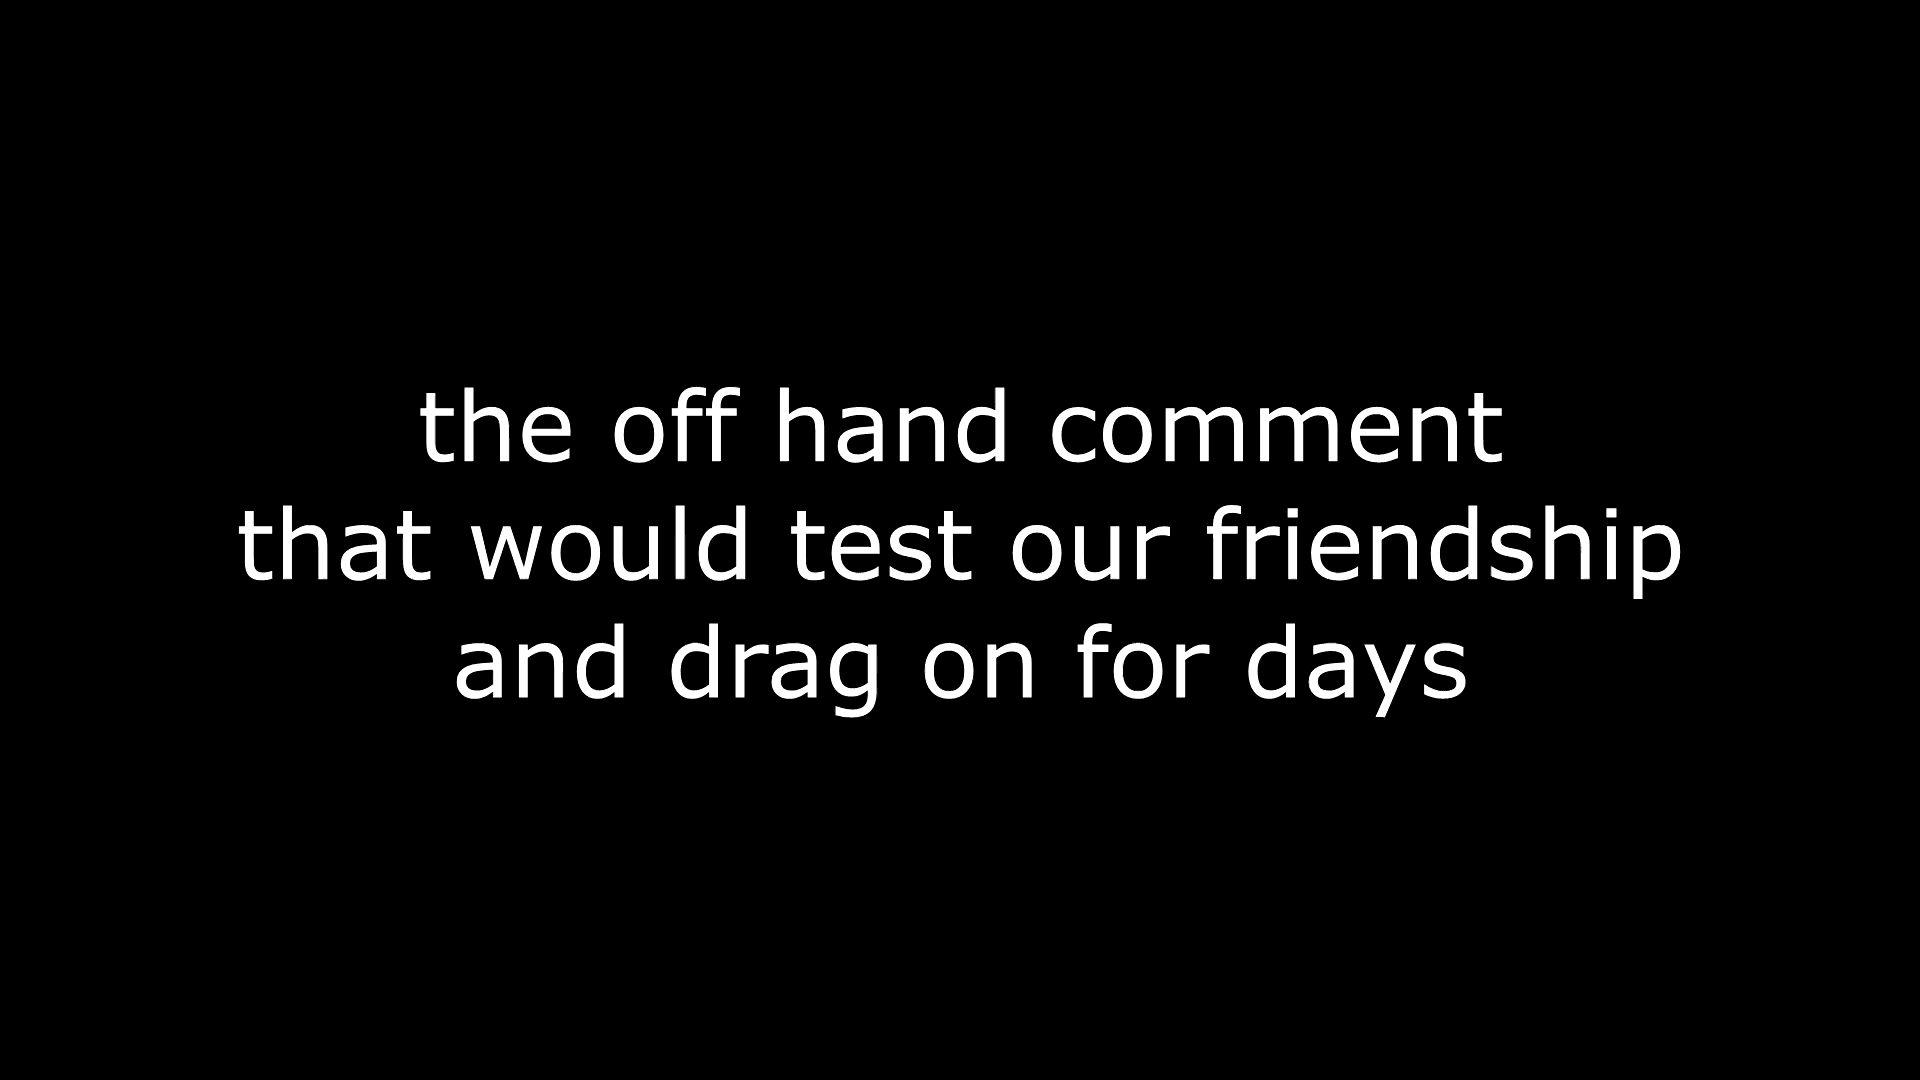 the off hand comment
that would test our friendship
and drag on for days